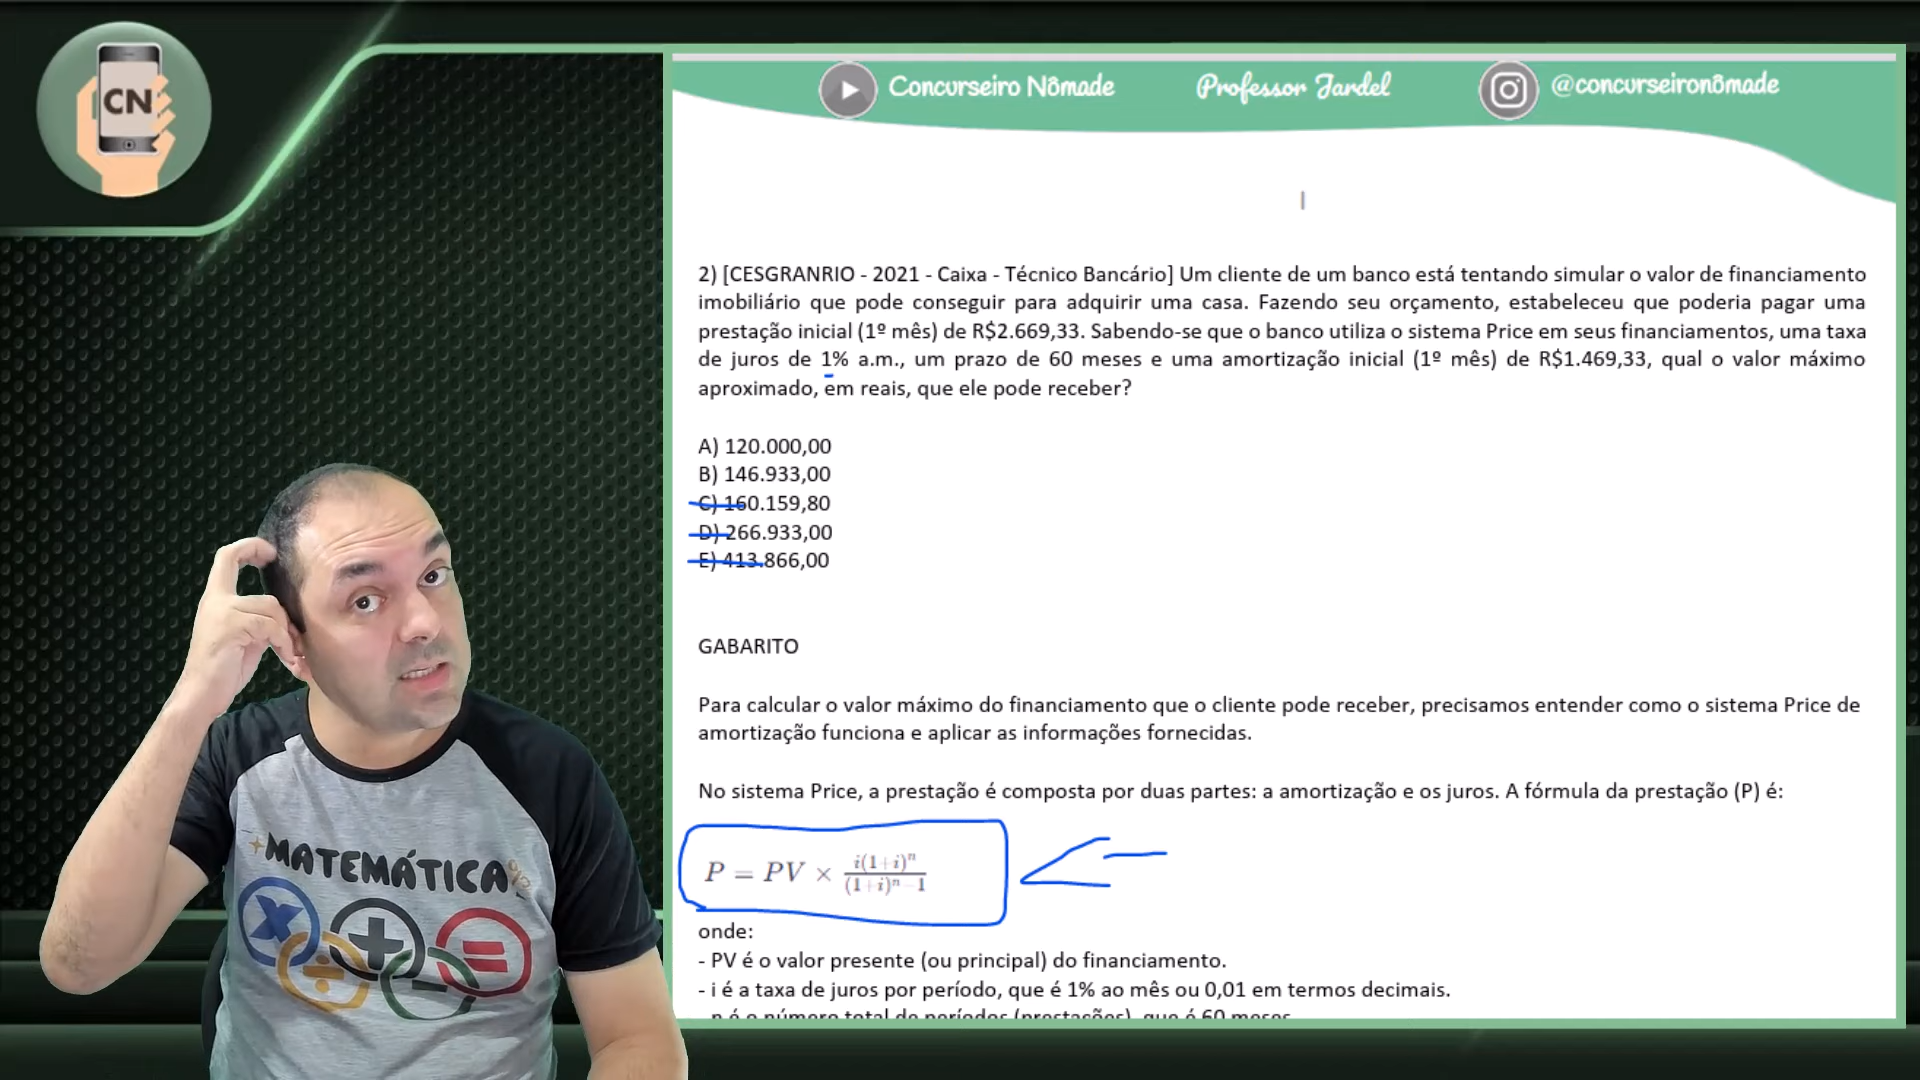 CN
Concurseiro Nômade
Professor Jardel
@concurseironômade
2) [CESGRANRIO - 2021 - Caixa - Técnico Bancário] Um cliente de um banco está tentando simular o valor de financiamento
imobiliário que pode conseguir para adquirir uma casa. Fazendo seu orçamento, estabeleceu que poderia pagar uma
prestação inicial (1º mês) de R$2.669,33. Sabendo-se que o banco utiliza o sistema Price em seus financiamentos, uma taxa
de juros de 1% a.m., um prazo de 60 meses e uma amortização inicial (1º mês) de R$1.469,33, qual o valor máximo
aproximado, em reais, que ele pode receber?
A) 120.000,00
B) 146.933,00
C) 160.159,80
D) 266.933,00
E) 413.866,00
GABARITO
Para calcular o valor máximo do financiamento que o cliente pode receber, precisamos entender como o sistema Price de
amortização funciona e aplicar as informações fornecidas.
No sistema Price, a prestação é composta por duas partes: a amortização e os juros. A fórmula da prestação (P) é:
P = PV × i(1+i)^n / (1+i)^n-1
onde:
- PV é o valor presente (ou principal) do financiamento.
- i é a taxa de juros por período, que é 1% ao mês ou 0,01 em termos decimais.
- n é o número total de períodos (prestações), que é 60 meses.
MATEMÁTICA